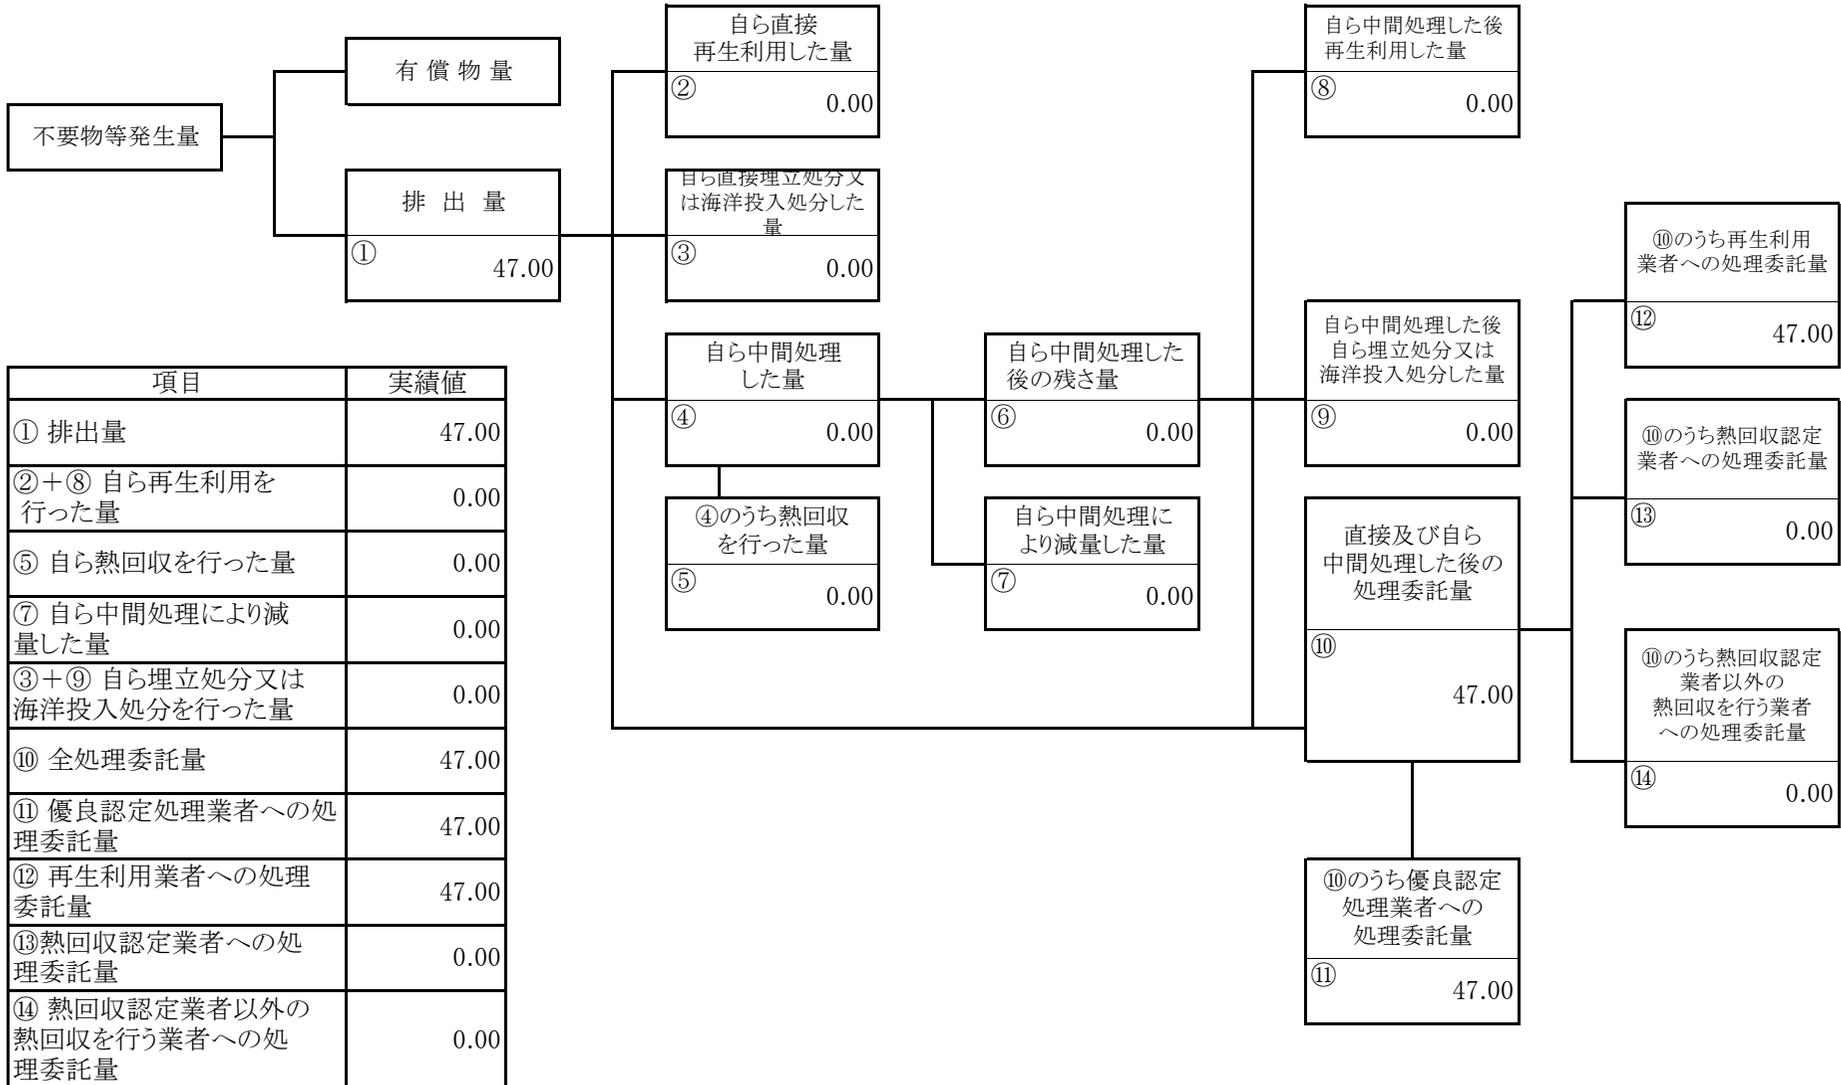 自ら直接
再生利用した量
②
0.00
自ら中間処理した後
再生利用した量
⑧
0.00
有 償 物 量
不要物等発生量
排 出 量
①
47.00
自ら直接埋立処分又
は海洋投入処分した
量
③
0.00
⑩のうち再生利用
業者への処理委託量
⑫
47.00
自ら中間処理
した量
④
0.00
自ら中間処理した
後の残さ量
⑥
0.00
自ら中間処理した後
自ら埋立処分又は
海洋投入処分した量
⑨
0.00
⑩のうち熱回収認定
業者への処理委託量
⑬
0.00
④のうち熱回収
を行った量
⑤
0.00
自ら中間処理に
より減量した量
⑦
0.00
直接及び自ら
中間処理した後の
処理委託量
⑩
47.00
⑩のうち熱回収認定
業者以外の
熱回収を行う業者
への処理委託量
⑭
0.00
⑩のうち優良認定
処理業者への
処理委託量
⑪
47.00
項目 実績値
① 排出量 47.00
②＋⑧ 自ら再生利用を
行った量 0.00
⑤ 自ら熱回収を行った量 0.00
⑦ 自ら中間処理により減
量した量 0.00
③＋⑨ 自ら埋立処分又は
海洋投入処分を行った量 0.00
⑩ 全処理委託量 47.00
⑪ 優良認定処理業者への処
理委託量 47.00
⑫ 再生利用業者への処理
委託量 47.00
⑬熱回収認定業者への処
理委託量 0.00
⑭ 熱回収認定業者以外の
熱回収を行う業者への処
理委託量 0.00